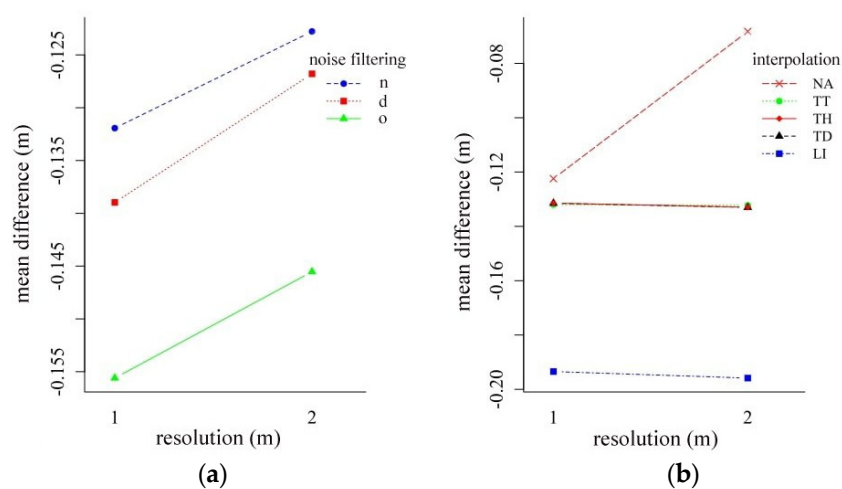 mean difference (m)
-0.125
-0.135
-0.145
-0.155
noise filtering
n
d
o
1
2
resolution (m)
(a)
mean difference (m)
-0.08
-0.12
-0.16
-0.20
interpolation
NA
TT
TH
TD
LI
1
2
resolution (m)
(b)